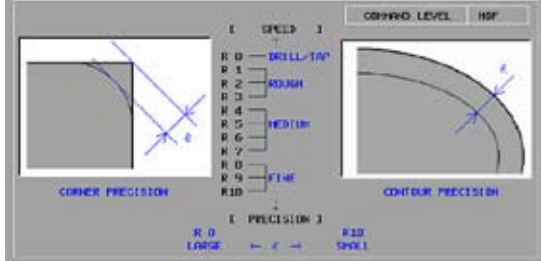 COMMAND LEVEL HOF
[ SPEED ]
R 0 DRILL/TAP
R 1
R 2 ROUGH
R 3
R 4
R 5 MEDIUM
R 6
R 7
R 8
R 9 FINE
R10
[ PRECISION ]
CORNER PRECISION
CONTOUR PRECISION
R 0 R10
LARGE ← ε → SMALL
ε
ε